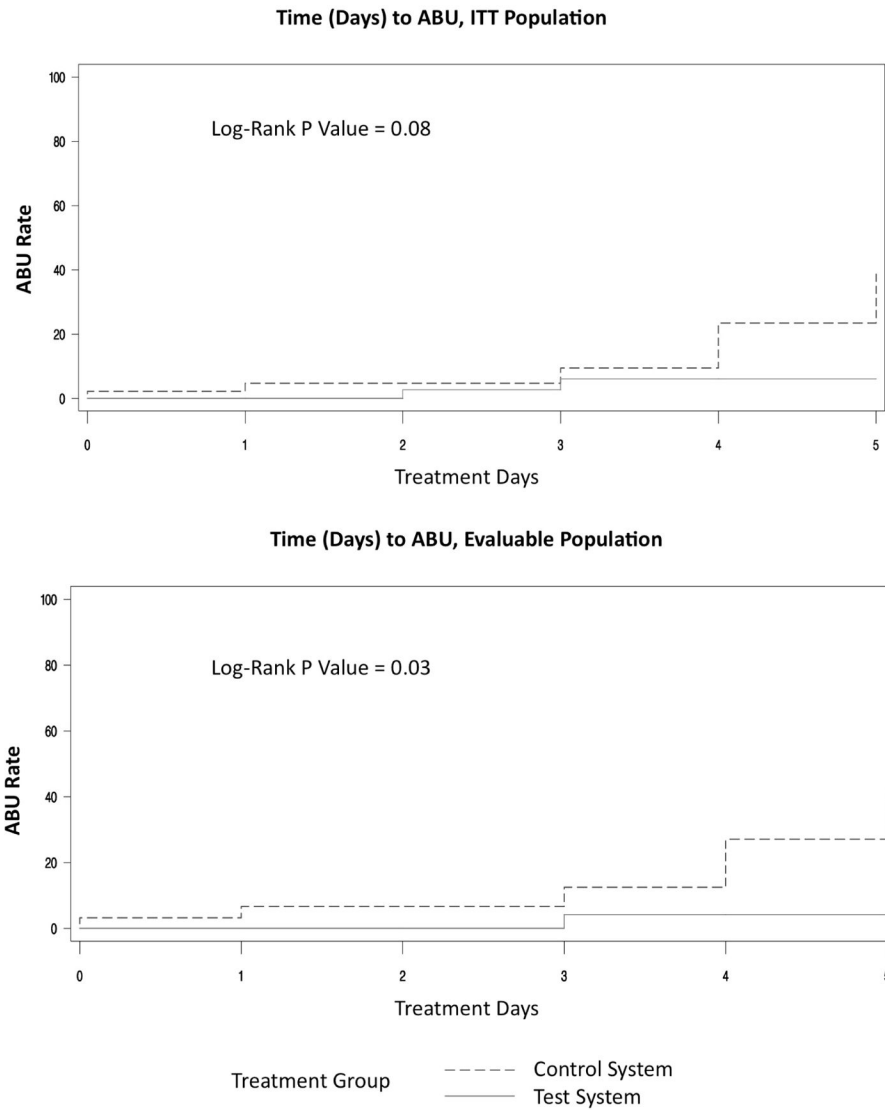 Time (Days) to ABU, ITT Population
100
80
60
40
20
0
ABU Rate
Log-Rank P Value = 0.08
0 1 2 3 4 5
Treatment Days
Time (Days) to ABU, Evaluable Population
100
80
60
40
20
0
ABU Rate
Log-Rank P Value = 0.03
0 1 2 3 4 5
Treatment Days
Treatment Group
Control System
Test System